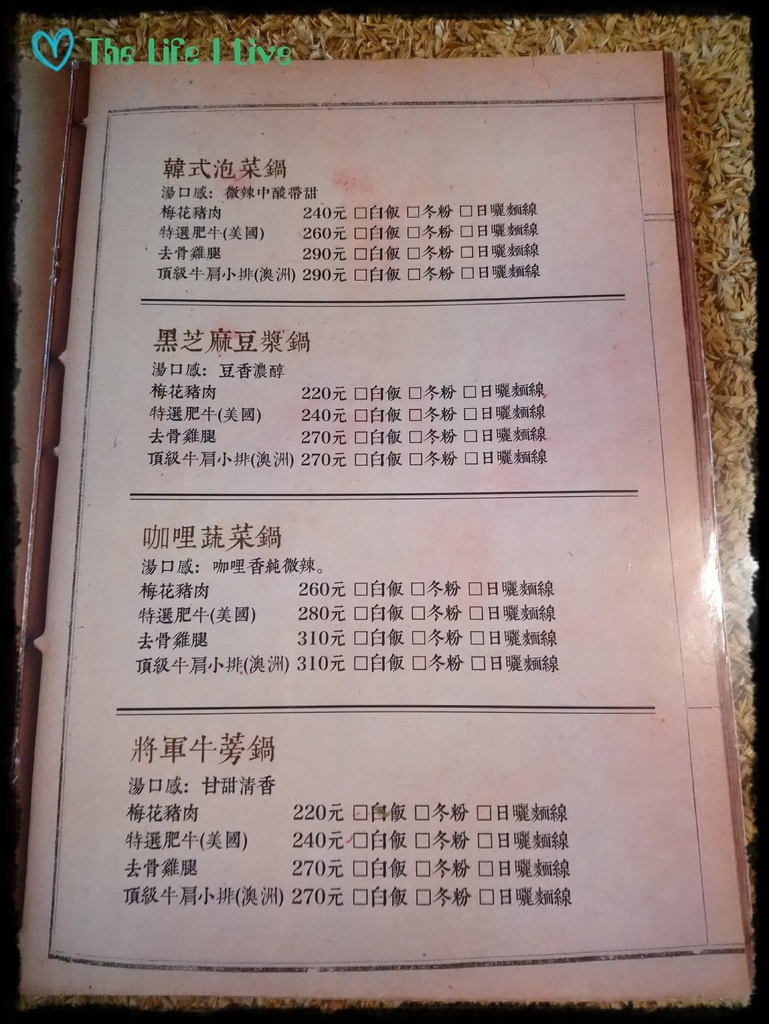 The Life I Live
韓式泡菜鍋
湯口感：微辣中酸帶甜
梅花豬肉 240元 □白飯 □冬粉 □日曬麵線
特選肥牛(美國) 260元 □白飯 □冬粉 □日曬麵線
去骨雞腿 290元 □白飯 □冬粉 □日曬麵線
頂級牛肩小排(澳洲) 290元 □白飯 □冬粉 □日曬麵線
黑芝麻豆漿鍋
湯口感：豆香濃醇
梅花豬肉 220元 □白飯 □冬粉 □日曬麵線
特選肥牛(美國) 240元 □白飯 □冬粉 □日曬麵線
去骨雞腿 270元 □白飯 □冬粉 □日曬麵線
頂級牛肩小排(澳洲) 270元 □白飯 □冬粉 □日曬麵線
咖哩蔬菜鍋
湯口感：咖哩香純微辣。
梅花豬肉 260元 □白飯 □冬粉 □日曬麵線
特選肥牛(美國) 280元 □白飯 □冬粉 □日曬麵線
去骨雞腿 310元 □白飯 □冬粉 □日曬麵線
頂級牛肩小排(澳洲) 310元 □白飯 □冬粉 □日曬麵線
將軍牛蒡鍋
湯口感：甘甜清香
梅花豬肉 220元 □白飯 □冬粉 □日曬麵線
特選肥牛(美國) 240元 □白飯 □冬粉 □日曬麵線
去骨雞腿 270元 □白飯 □冬粉 □日曬麵線
頂級牛肩小排(澳洲) 270元 □白飯 □冬粉 □日曬麵線